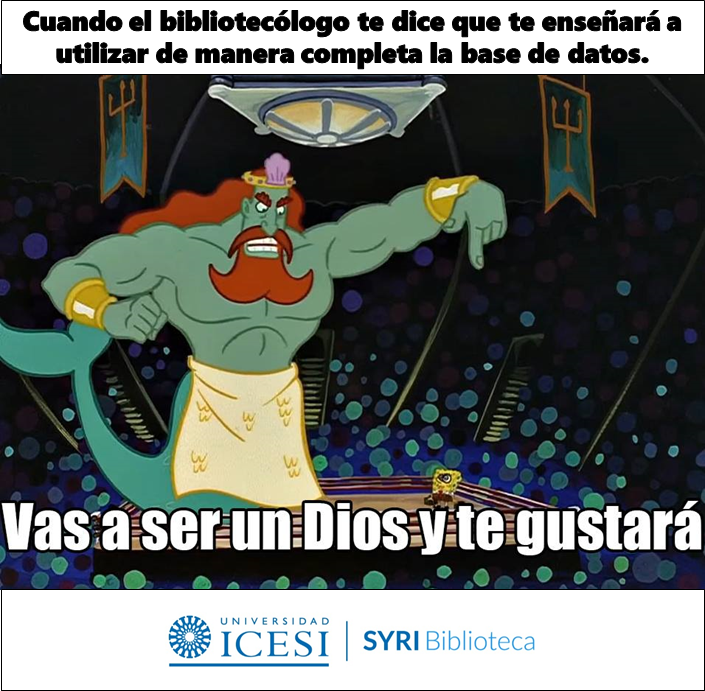 Cuando el bibliotecólogo te dice que te enseñará a
utilizar de manera completa la base de datos.
Vas a ser un Dios y te gustará
UNIVERSIDAD
ICESI
SYRI Biblioteca